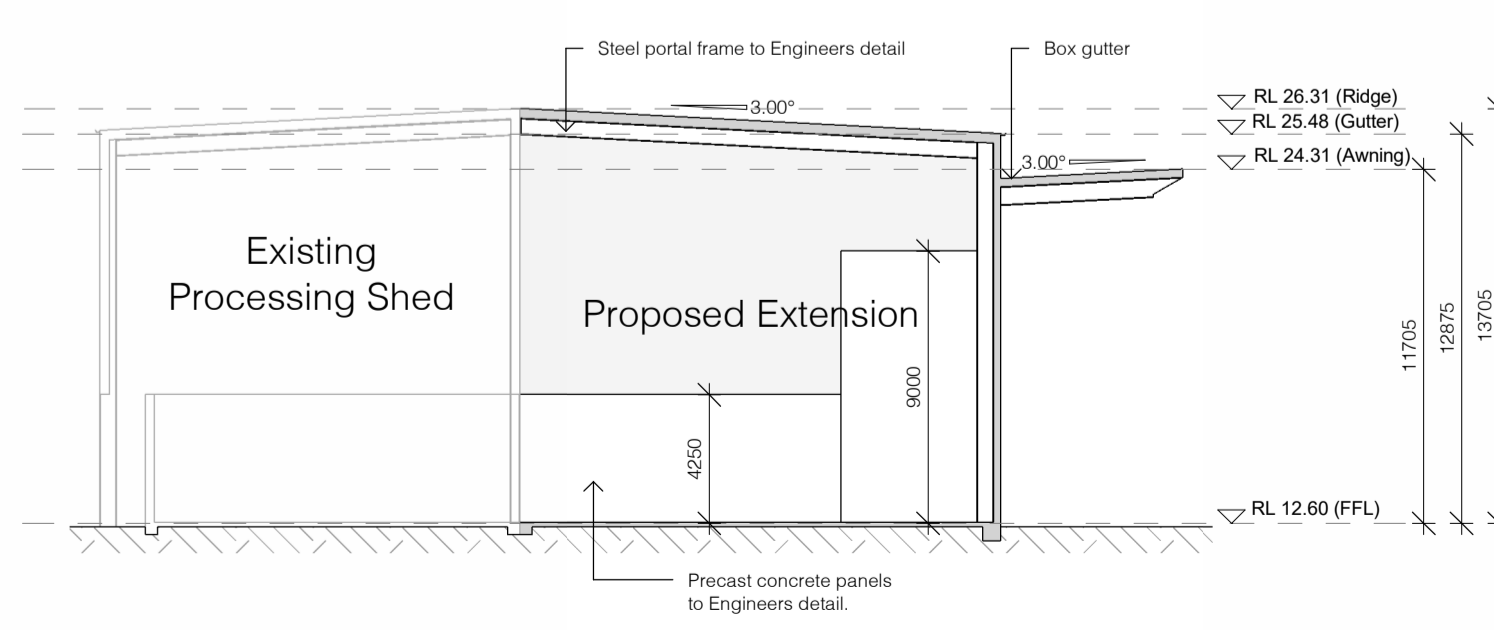 Steel portal frame to Engineers detail
Box gutter
3.00°
RL 26.31 (Ridge)
RL 25.48 (Gutter)
RL 24.31 (Awning)
3.00°
Existing
Processing Shed
Proposed Extension
4250
9000
11705
12875
13705
RL 12.60 (FFL)
Precast concrete panels
to Engineers detail.